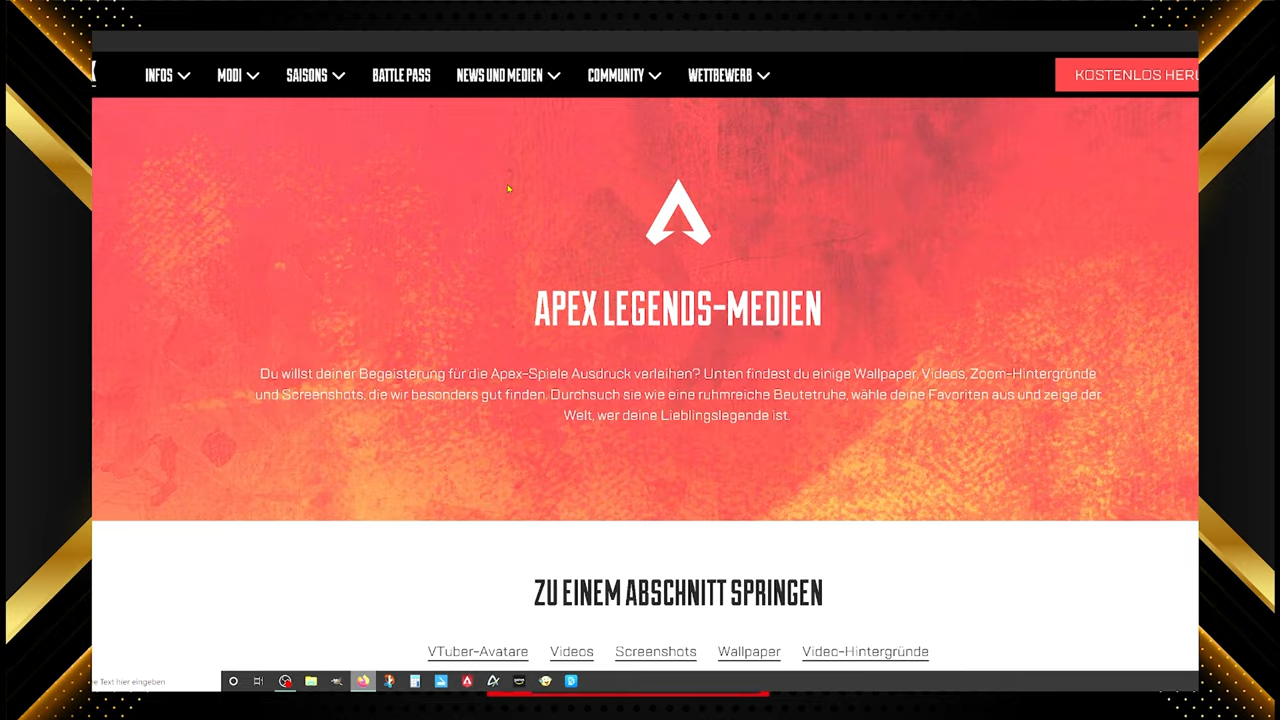 INFOS
MODI
SAISONS
BATTLE PASS
NEWS UND MEDIEN
COMMUNITY
WETTBEWERB
KOSTENLOS
APEX LEGENDS-MEDIEN
Du willst deiner Begeisterung für die Apex-Spiele Ausdruck verleihen? Unten findest du einige Wallpaper, Videos, Zoom-Hintergründe
und Screenshots, die wir besonders gut finden. Durchsuch sie wie eine ruhmreiche Beutetruhe, wähle deine Favoriten aus und zeige der
Welt, wer deine Lieblingslegende ist.
ZU EINEM ABSCHNITT SPRINGEN
VTuber-Avatare
Videos
Screenshots
Wallpaper
Video-Hintergründe
Text hier eingeben